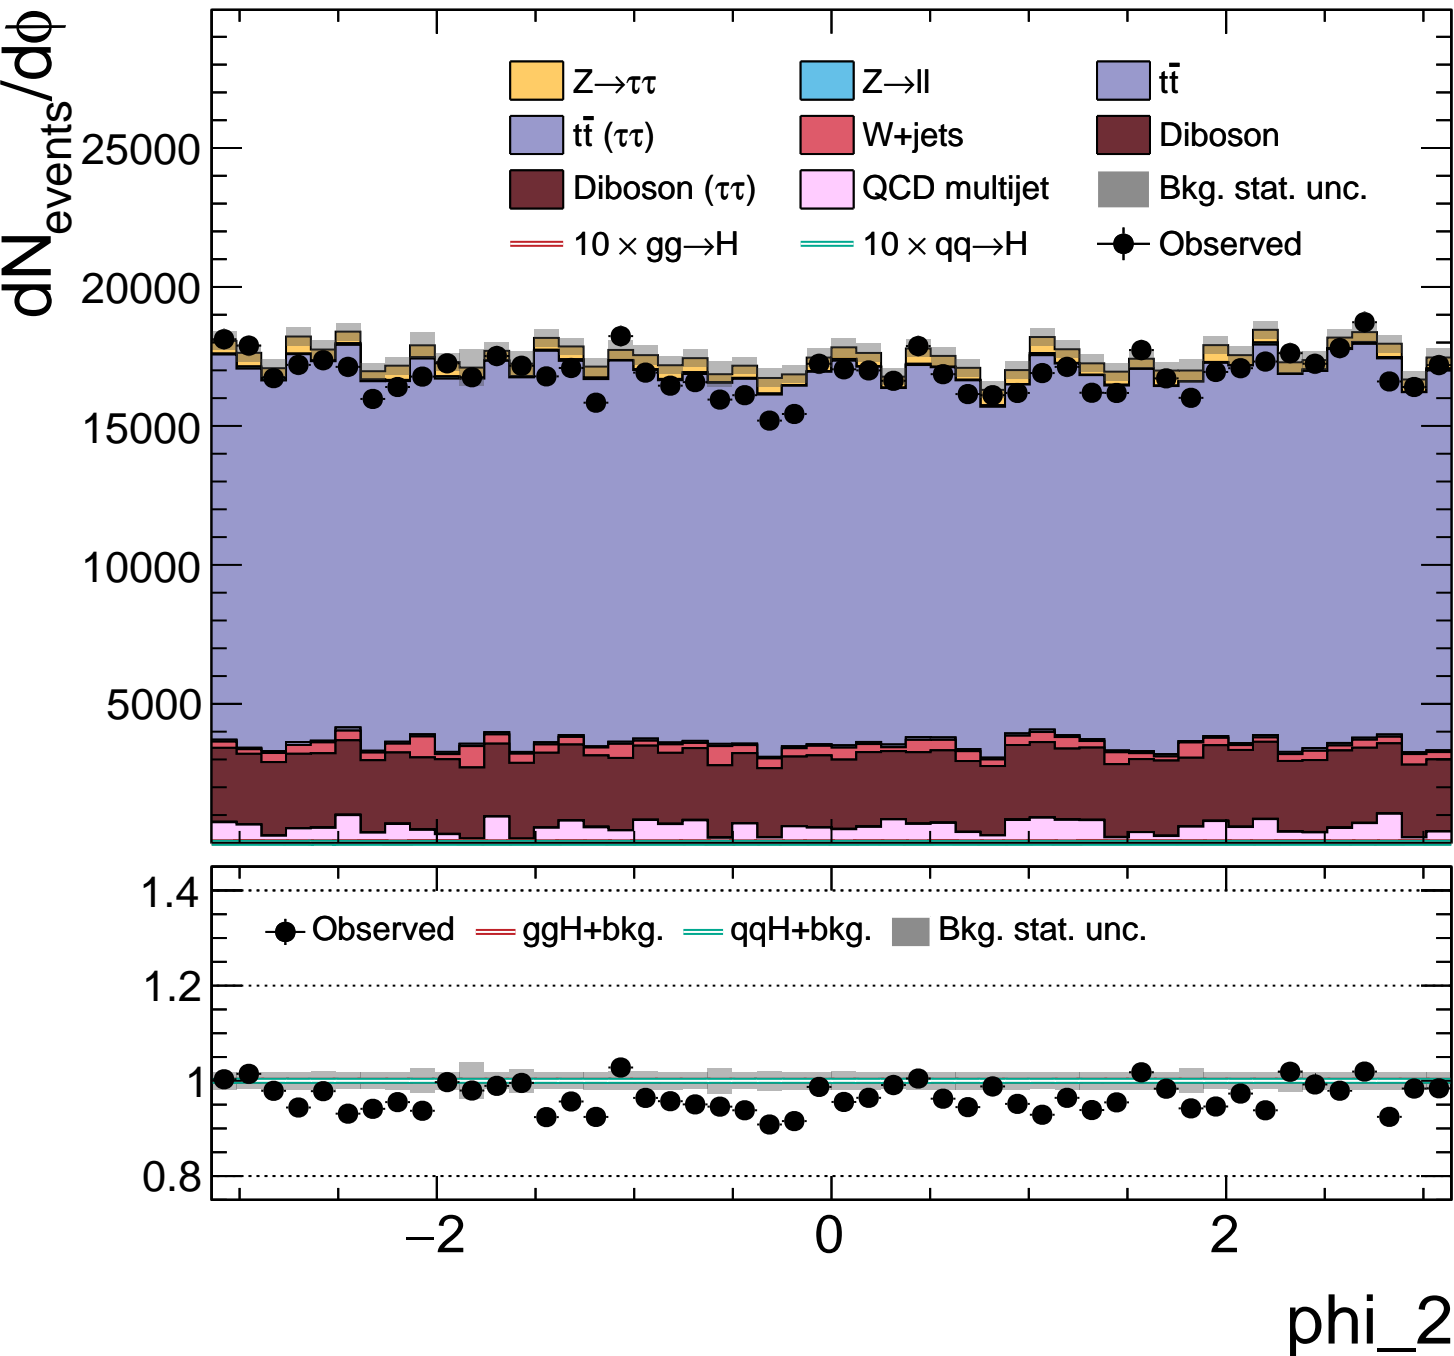 dN_events/dϕ
Z→ττ Z→ll tt̄
tt̄ (ττ) W+jets Diboson
Diboson (ττ) QCD multijet Bkg. stat. unc.
10 × gg→H 10 × qq→H Observed
25000
20000
15000
10000
5000
1.4
Observed ggH+bkg. qqH+bkg. Bkg. stat. unc.
1.2
1
0.8
−2 0 2
phi_2